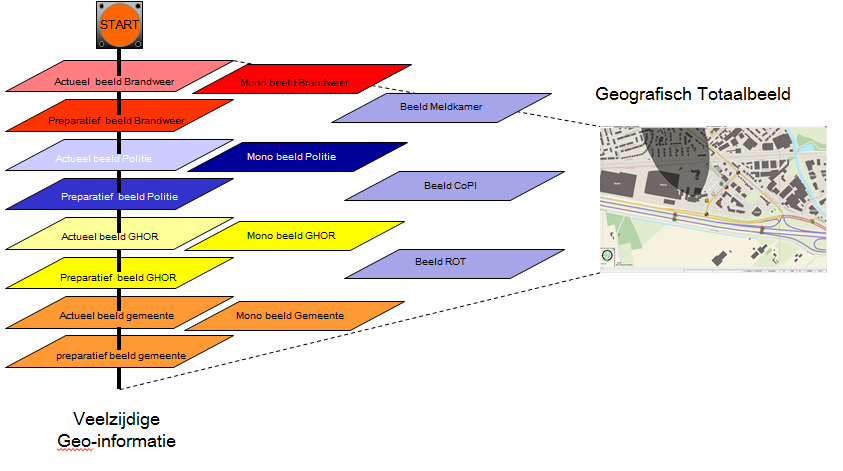 START
Actueel beeld Brandweer
Mono beeld Brandweer
Beeld Meldkamer
Preparatief beeld Brandweer
Actueel beeld Politie
Mono beeld Politie
Beeld CoPI
Preparatief beeld Politie
Actueel beeld GHOR
Mono beeld GHOR
Beeld ROT
Preparatief beeld GHOR
Actueel beeld gemeente
Mono beeld Gemeente
preparatief beeld gemeente
Veelzijdige
Geo-informatie
Geografisch Totaalbeeld